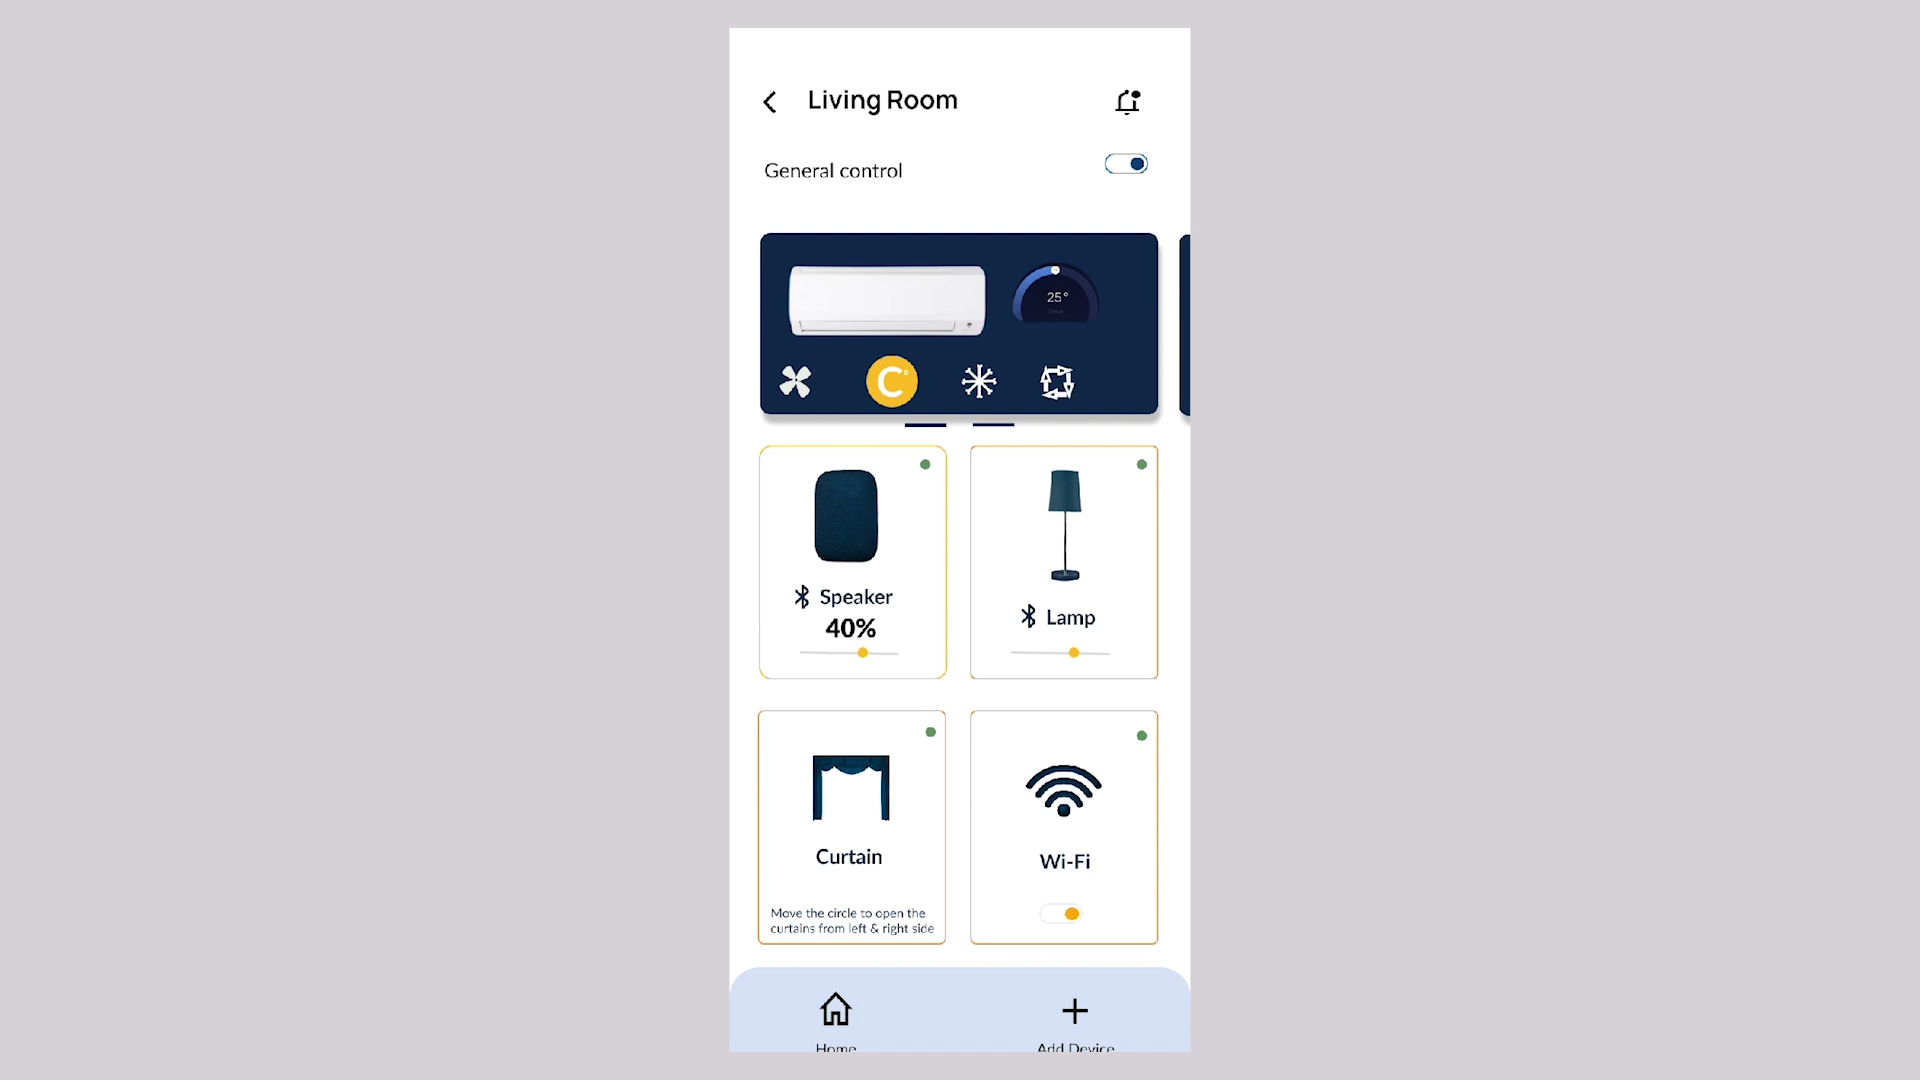 Living Room
General control
25°
C°
Speaker
40%
Lamp
Curtain
Move the circle to open the
curtains from left & right side
Wi-Fi
Home
Add Device